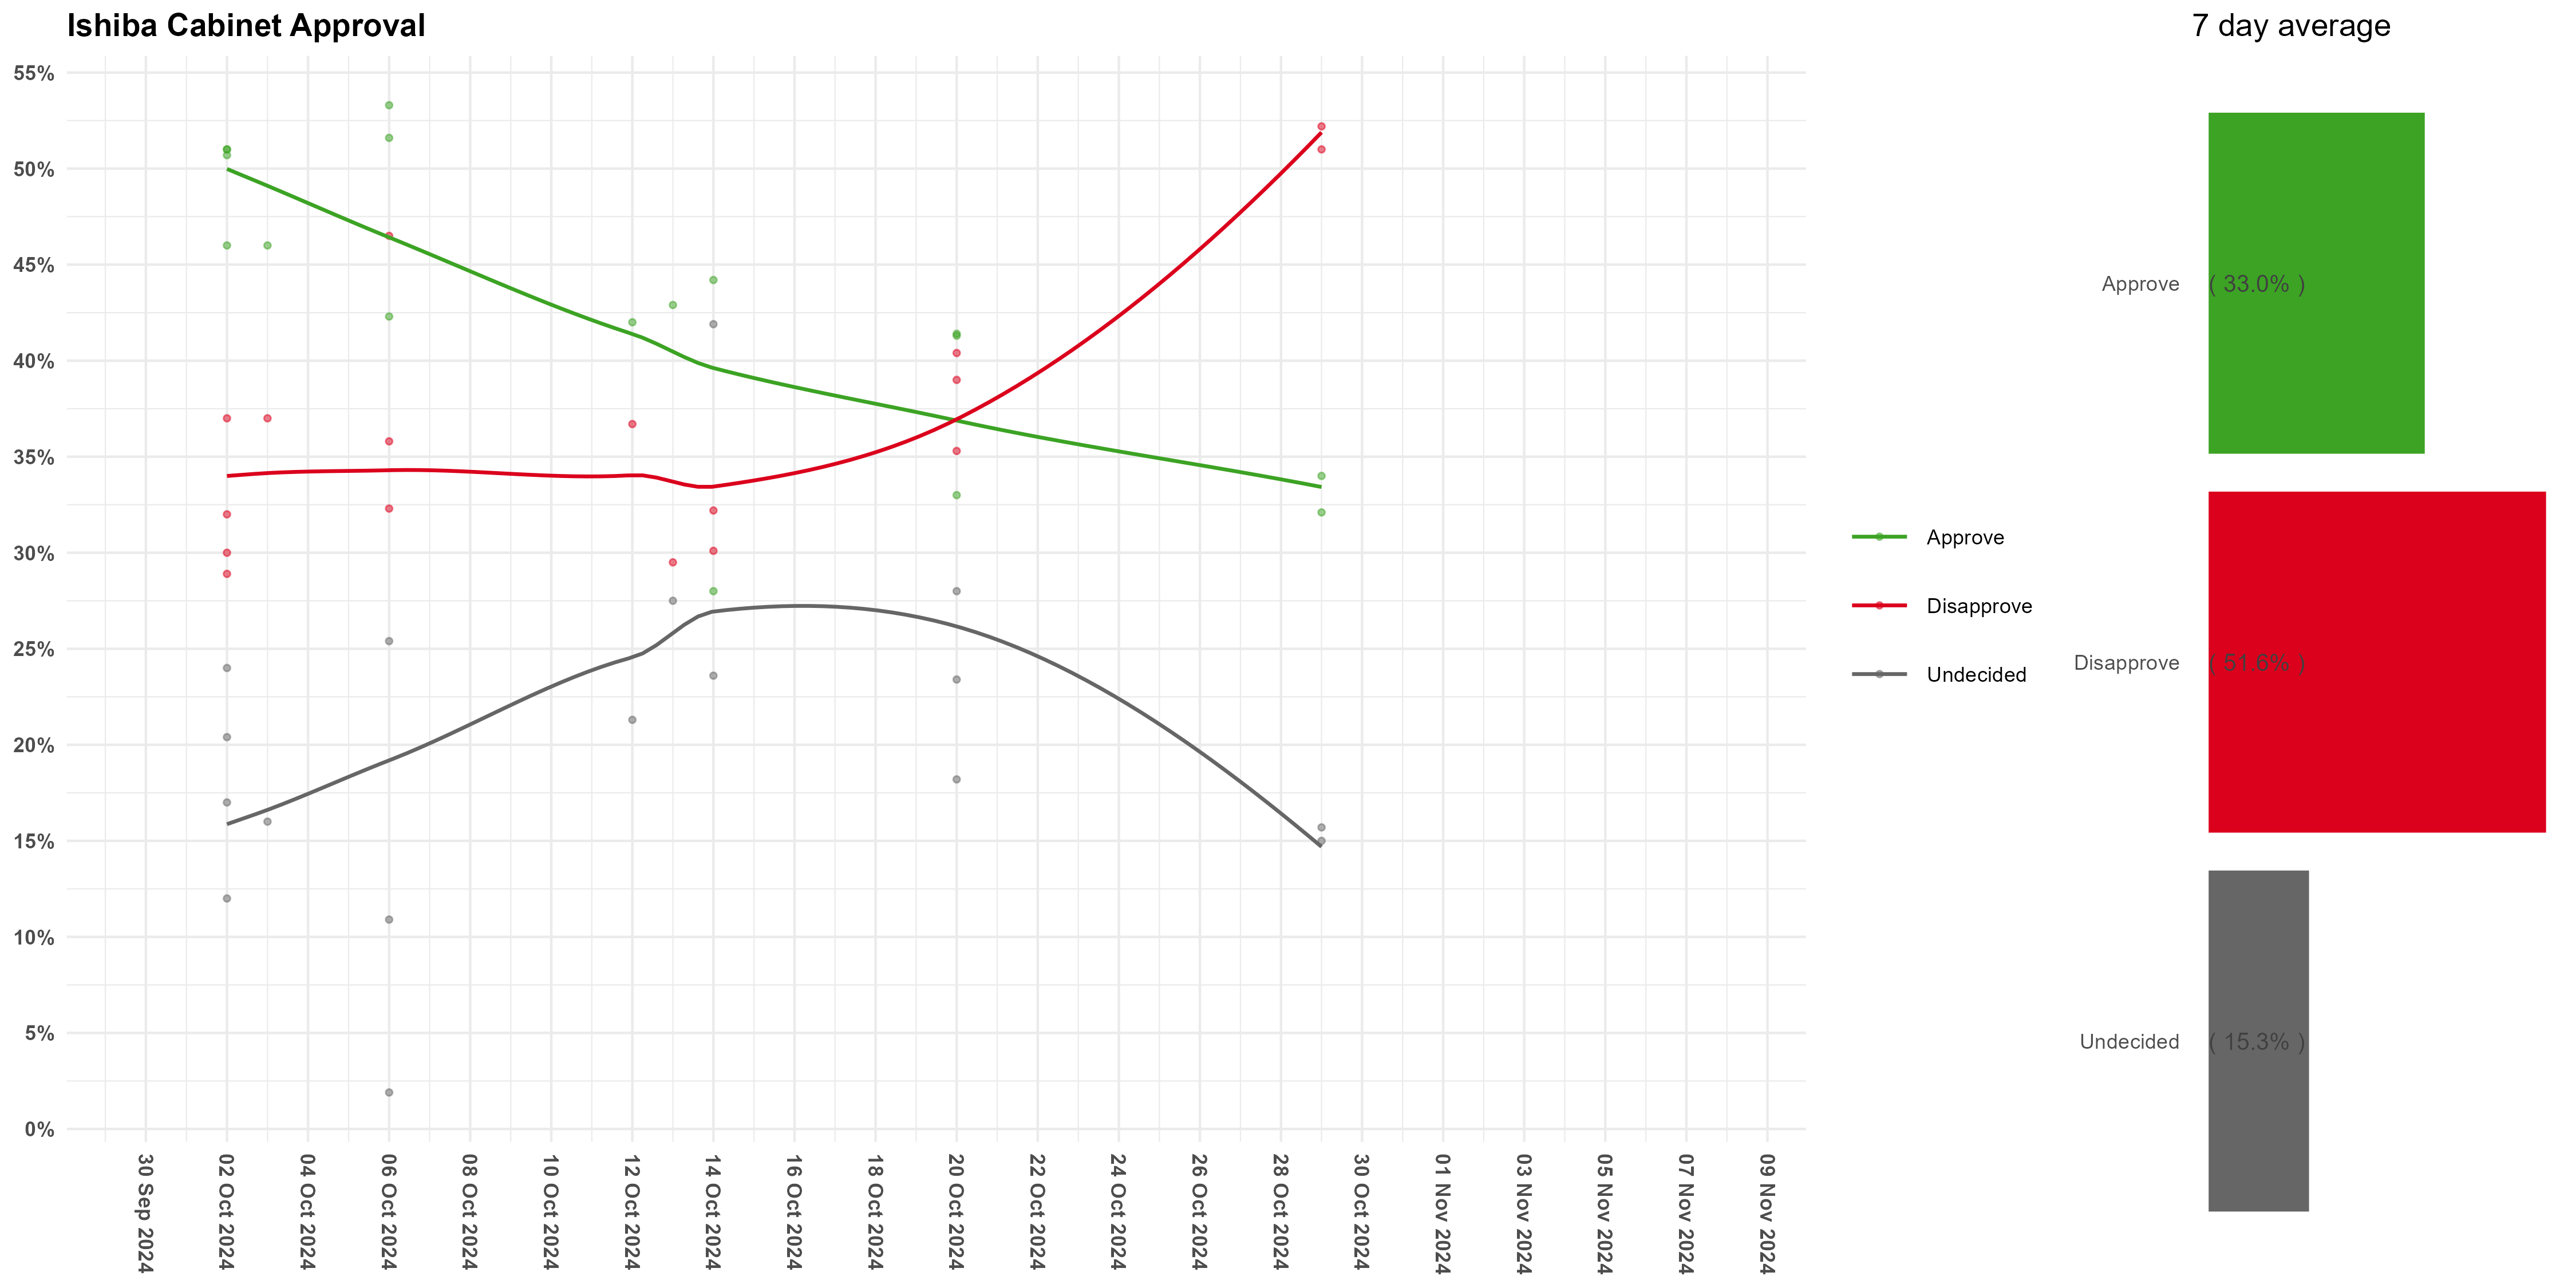 Ishiba Cabinet Approval
55%
50%
45%
40%
35%
30%
25%
20%
15%
10%
5%
0%
30 Sep 2024
02 Oct 2024
04 Oct 2024
06 Oct 2024
08 Oct 2024
10 Oct 2024
12 Oct 2024
14 Oct 2024
16 Oct 2024
18 Oct 2024
20 Oct 2024
22 Oct 2024
24 Oct 2024
26 Oct 2024
28 Oct 2024
30 Oct 2024
01 Nov 2024
03 Nov 2024
05 Nov 2024
07 Nov 2024
09 Nov 2024
Approve
Disapprove
Undecided
7 day average
Approve ( 33.0% )
Disapprove ( 51.6% )
Undecided ( 15.3% )